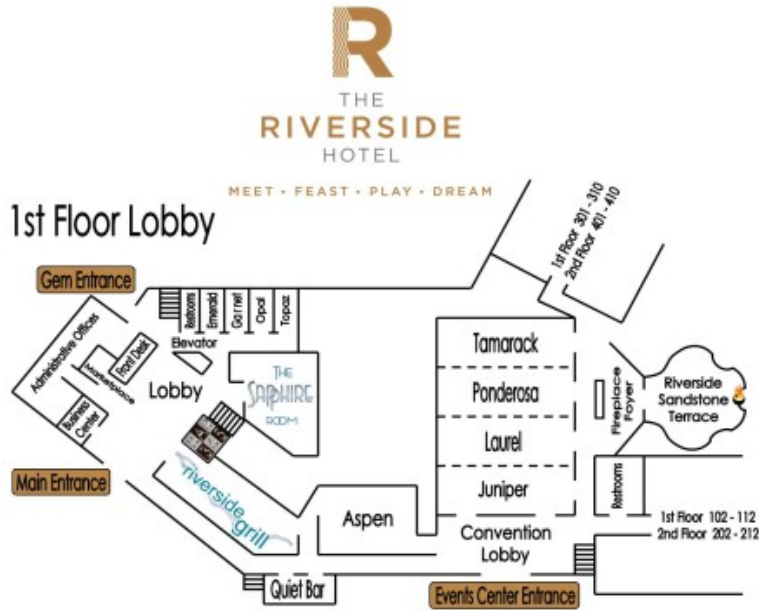 R
THE
RIVERSIDE
HOTEL
MEET • FEAST • PLAY • DREAM
1st Floor Lobby
1st Floor 301 - 310
2nd Floor 401 - 410
Gem Entrance
Restrooms
Emerald
Garnet
Opal
Topaz
Administrative Offices
Front Desk
Elevator
Marketplace
Lobby
Business
Center
THE
SAPPHIRE
ROOM
Tamarack
Ponderosa
Laurel
Juniper
Fireplace
Foyer
Riverside
Sandstone
Terrace
Main Entrance
riverside
grill
Aspen
Restrooms
Convention
Lobby
1st Floor 102 - 112
2nd Floor 202 - 212
Quiet Bar
Events Center Entrance